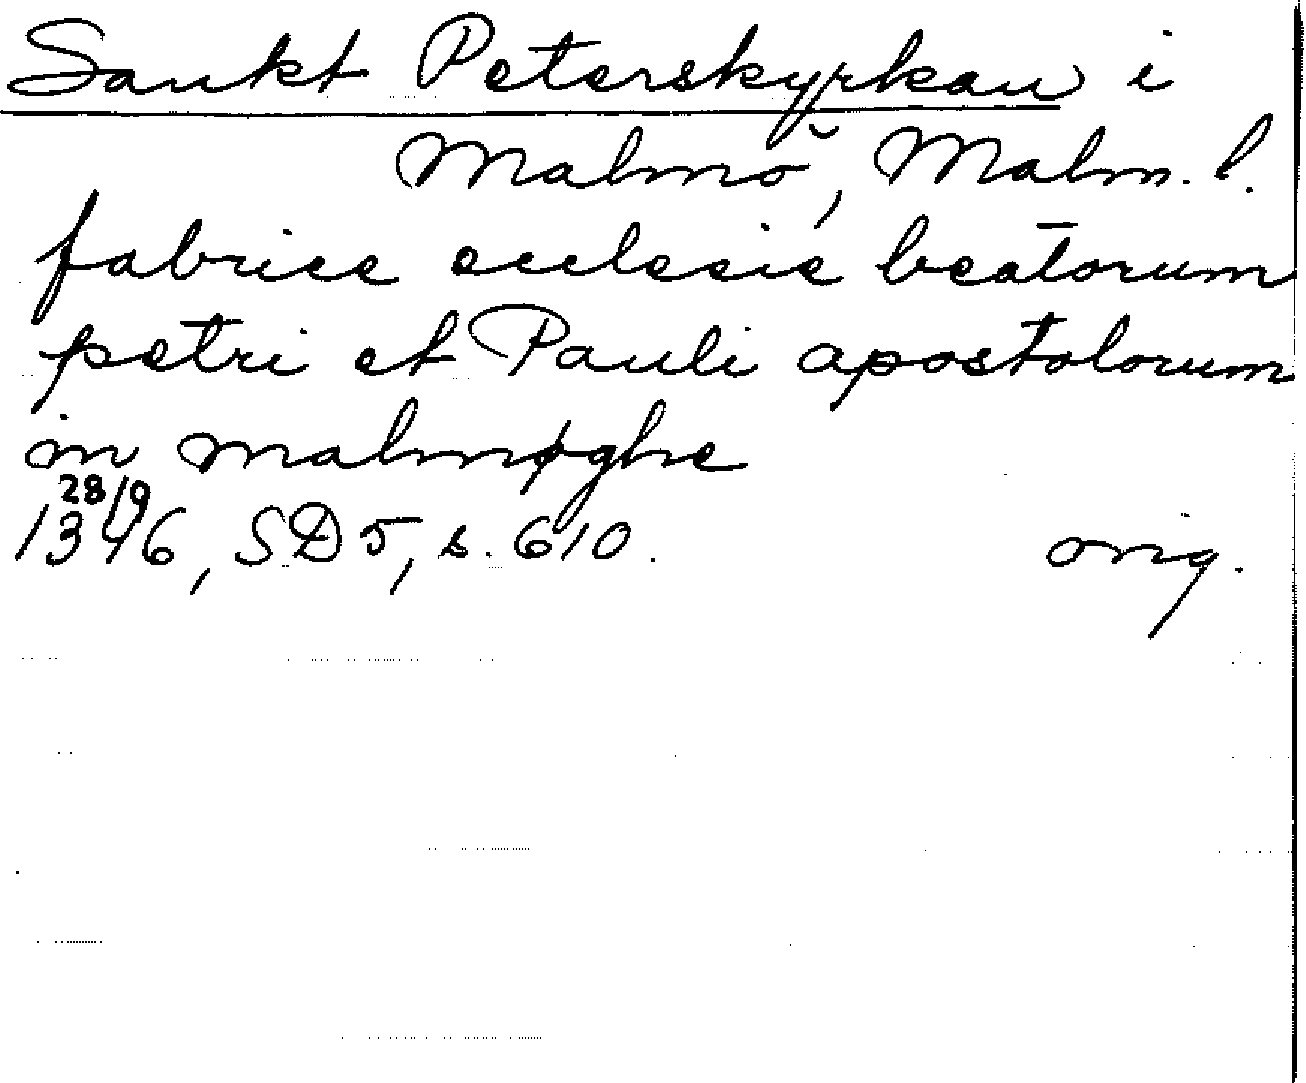 Sankt Peterskyrkan i
Malmö, Malm. l.
fabrice ecclesie beatorum
petri et Pauli apostolorum
in malmøghe
28/9
1346, SD 5, s. 610. orig.